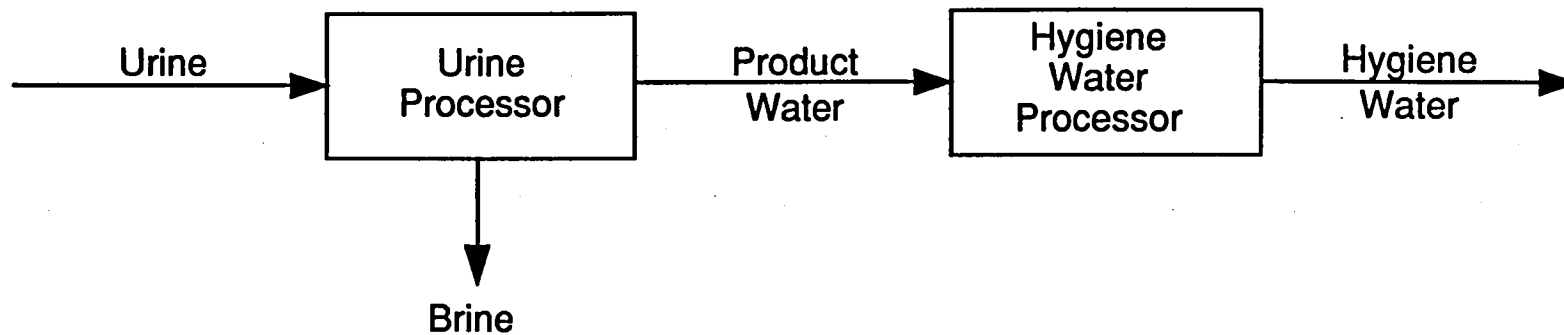 Urine
Urine
Processor
Product
Water
Hygiene
Water
Processor
Hygiene
Water
Brine